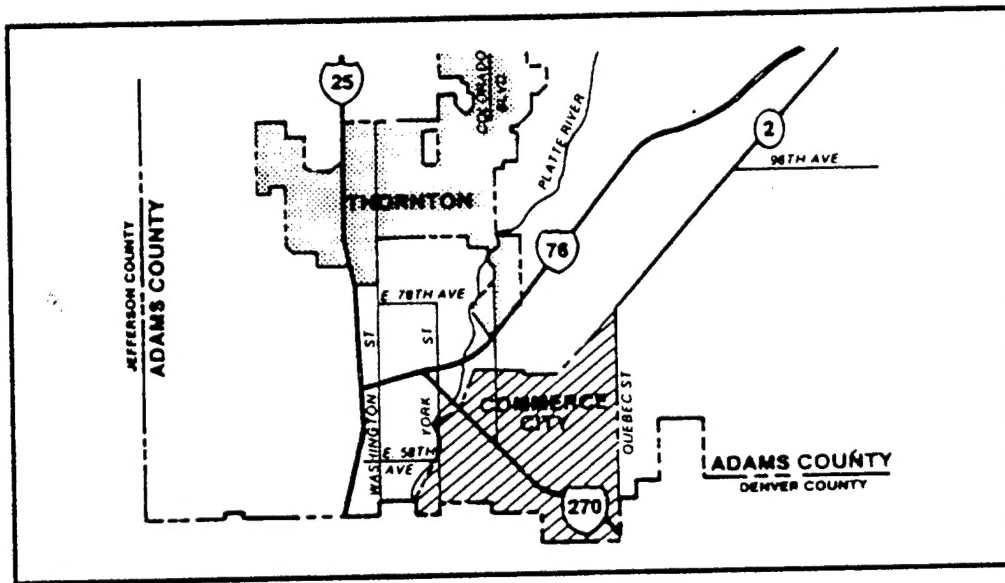 25
COLORADO
BLVD
PLATTE RIVER
2
96TH AVE
THORNTON
76
JEFFERSON COUNTY
ADAMS COUNTY
E. 78TH AVE
WASHINGTON ST
YORK ST
COMMERCE
CITY
QUEBEC ST
E. 58TH
AVE
ADAMS COUNTY
DENVER COUNTY
270